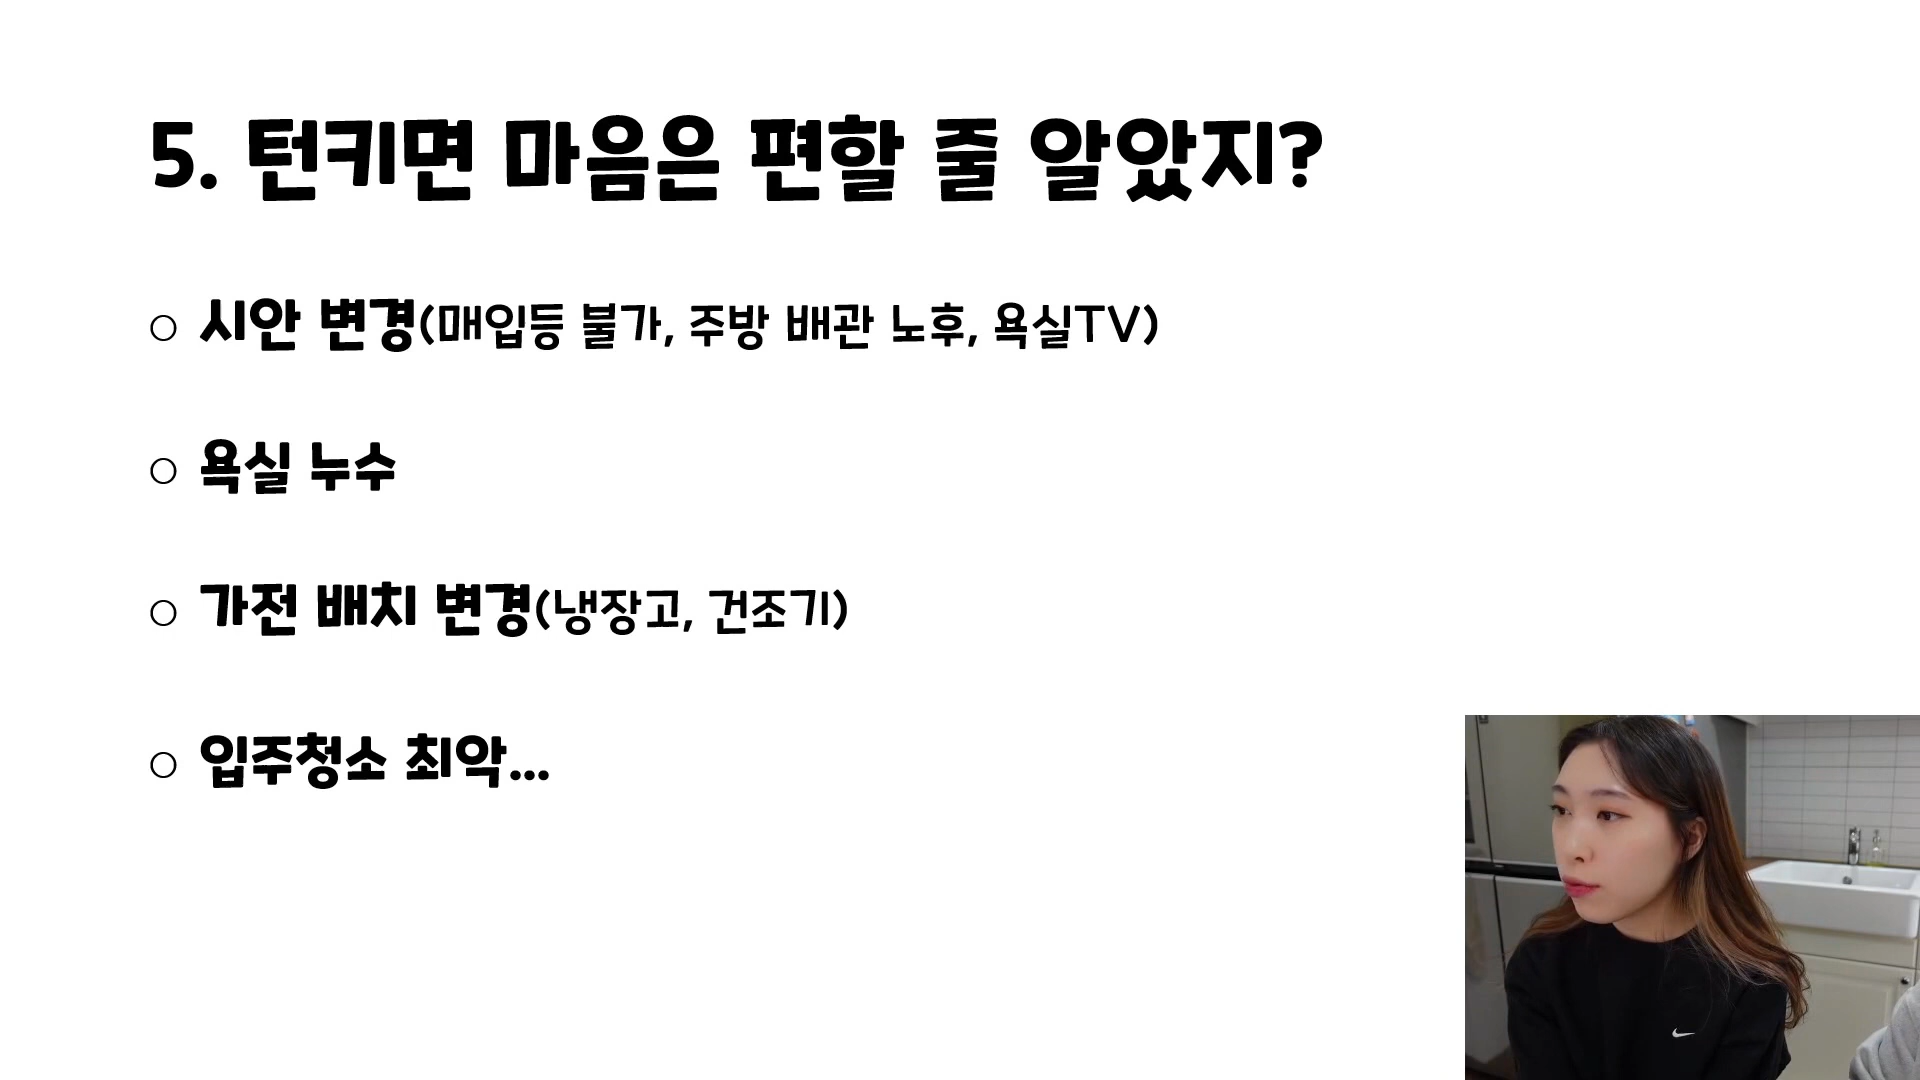 5. 턴키면 마음은 편할 줄 알았지?
○ 시안 변경(매입등 불가, 주방 배관 노후, 욕실TV)
○ 욕실 누수
○ 가전 배치 변경(냉장고, 건조기)
○ 입주청소 최악...